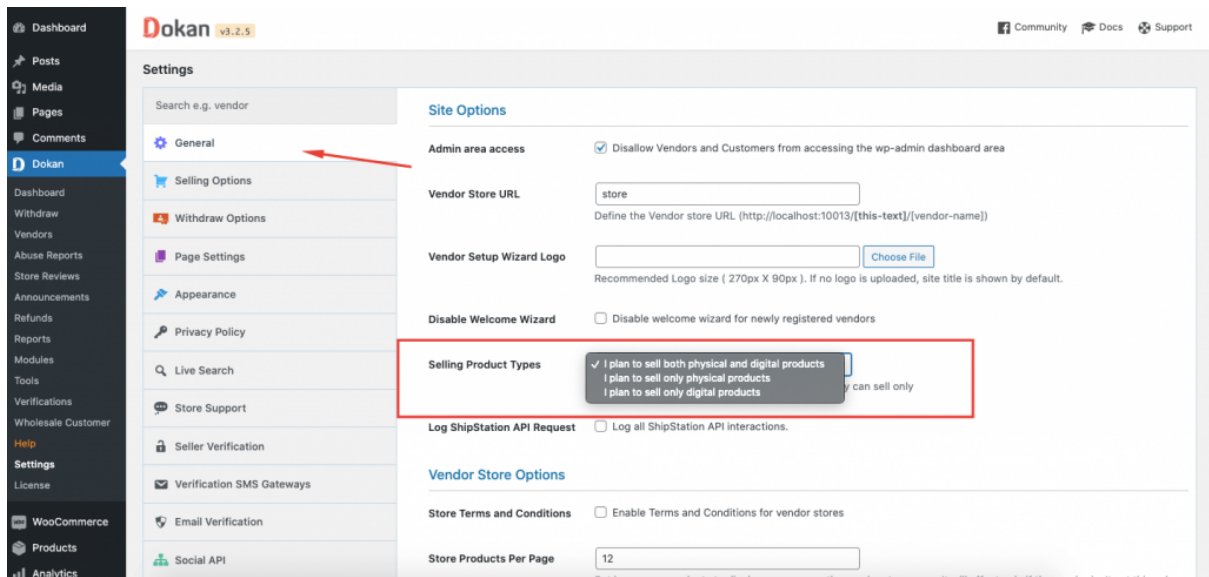 Dashboard
Posts
Media
Pages
Comments
Dokan
Dashboard
Withdraw
Vendors
Abuse Reports
Store Reviews
Announcements
Refunds
Reports
Modules
Tools
Verifications
Wholesale Customer
Help
Settings
License
WooCommerce
Products
Analytics
Dokan v3.2.5
Community Docs Support
Settings
Search e.g. vendor
General
Selling Options
Withdraw Options
Page Settings
Appearance
Privacy Policy
Live Search
Store Support
Seller Verification
Verification SMS Gateways
Email Verification
Social API
Site Options
Admin area access Disallow Vendors and Customers from accessing the wp-admin dashboard area
Vendor Store URL store
Define the Vendor store URL (http://localhost:10013/[this-text]/[vendor-name])
Vendor Setup Wizard Logo Choose File
Recommended Logo size ( 270px X 90px ). If no logo is uploaded, site title is shown by default.
Disable Welcome Wizard Disable welcome wizard for newly registered vendors
Selling Product Types ✓ I plan to sell both physical and digital products
I plan to sell only physical products
can sell only
I plan to sell only digital products
Log ShipStation API Request Log all ShipStation API interactions.
Vendor Store Options
Store Terms and Conditions Enable Terms and Conditions for vendor stores
Store Products Per Page 12